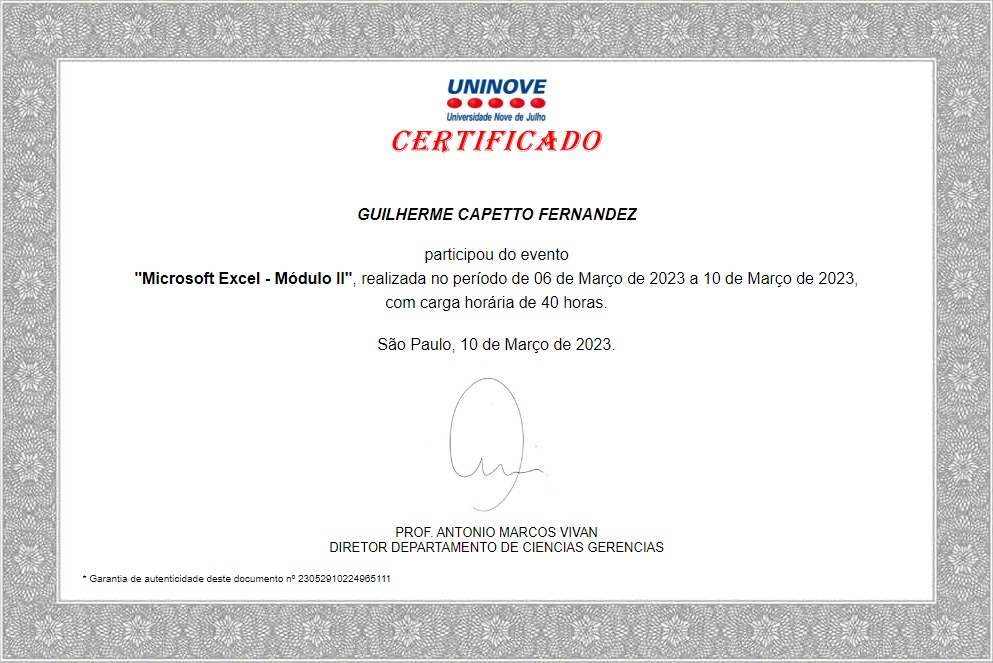 UNINOVE
Universidade Nove de Julho
CERTIFICADO
GUILHERME CAPETTO FERNANDEZ
participou do evento
"Microsoft Excel - Módulo II", realizada no período de 06 de Março de 2023 a 10 de Março de 2023,
com carga horária de 40 horas.
São Paulo, 10 de Março de 2023.
PROF. ANTONIO MARCOS VIVAN
DIRETOR DEPARTAMENTO DE CIENCIAS GERENCIAS
* Garantia de autenticidade deste documento nº 23052910224965111